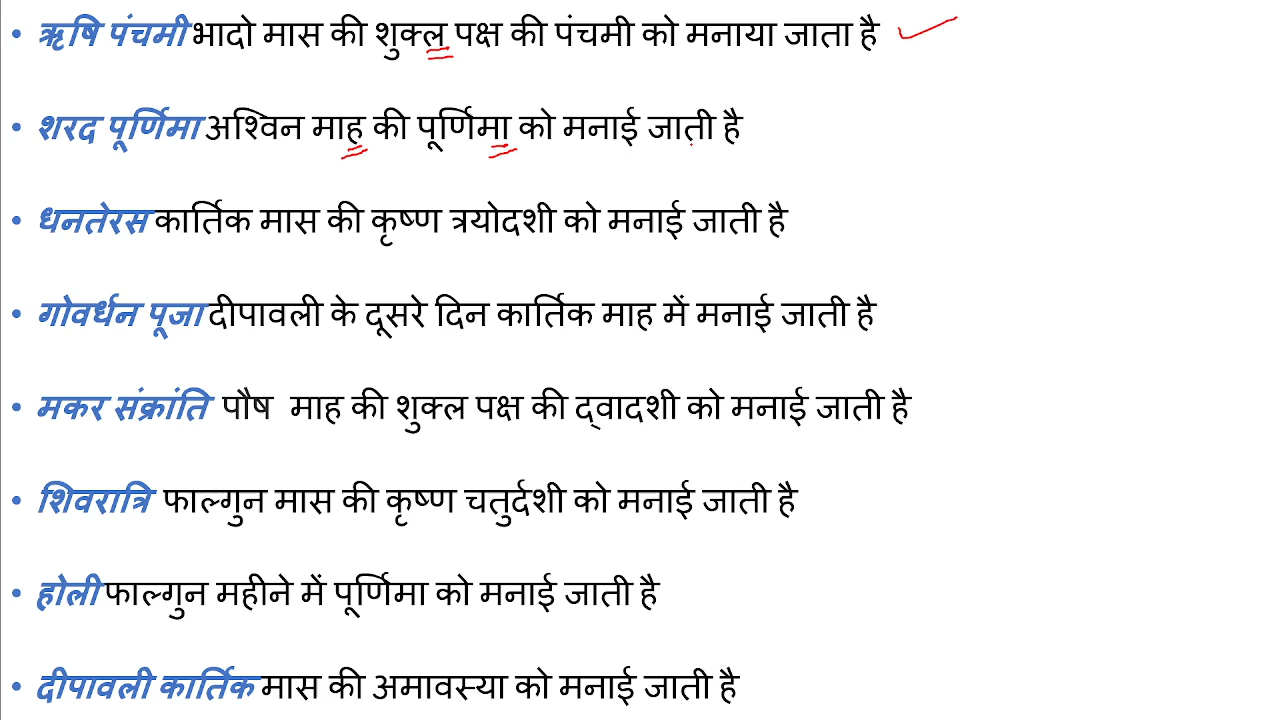 • ऋषि पंचमी भादो मास की शुक्ल पक्ष की पंचमी को मनाया जाता है
• शरद पूर्णिमा अश्विन माह की पूर्णिमा को मनाई जाती है
• धनतेरस कार्तिक मास की कृष्ण त्रयोदशी को मनाई जाती है
• गोवर्धन पूजा दीपावली के दूसरे दिन कार्तिक माह में मनाई जाती है
• मकर संक्रांति पौष माह की शुक्ल पक्ष की द्वादशी को मनाई जाती है
• शिवरात्रि फाल्गुन मास की कृष्ण चतुर्दशी को मनाई जाती है
• होली फाल्गुन महीने में पूर्णिमा को मनाई जाती है
• दीपावली कार्तिक मास की अमावस्या को मनाई जाती है